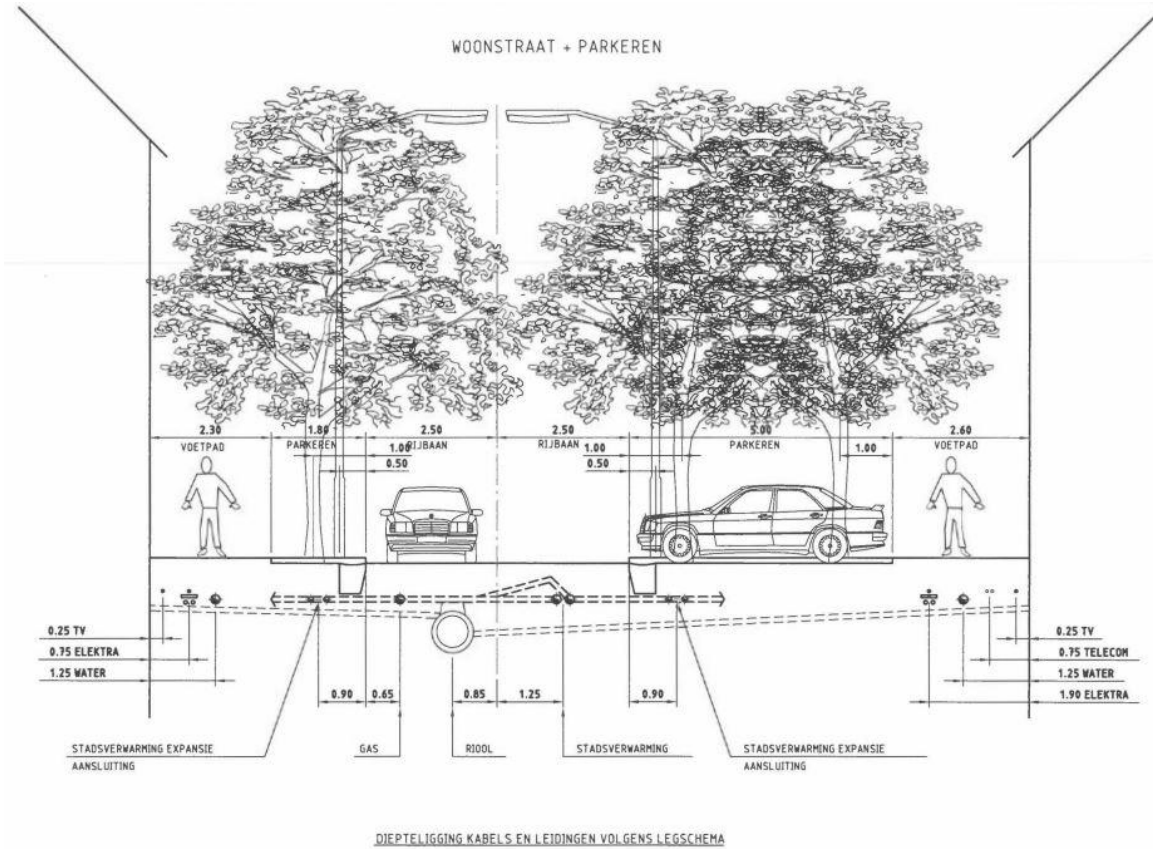 WOONSTRAAT + PARKEREN
2.30 1.80 2.50 2.50 5.00 2.60
VOETPAD PARKEREN RIJBAAN RIJBAAN PARKEREN VOETPAD
1.00 1.00 1.00
0.50 0.50
0.25 TV 0.25 TV
0.75 ELEKTRA 0.75 TELECOM
1.25 WATER 1.25 WATER
0.90 0.65 0.85 1.25 0.90 1.90 ELEKTRA
STADSVERWARMING EXPANSIE GAS RIOOL STADSVERWARMING STADSVERWARMING EXPANSIE
AANSLUITING AANSLUITING
DIEPTELIGGING KABELS EN LEIDINGEN VOLGENS LEGSCHEMA